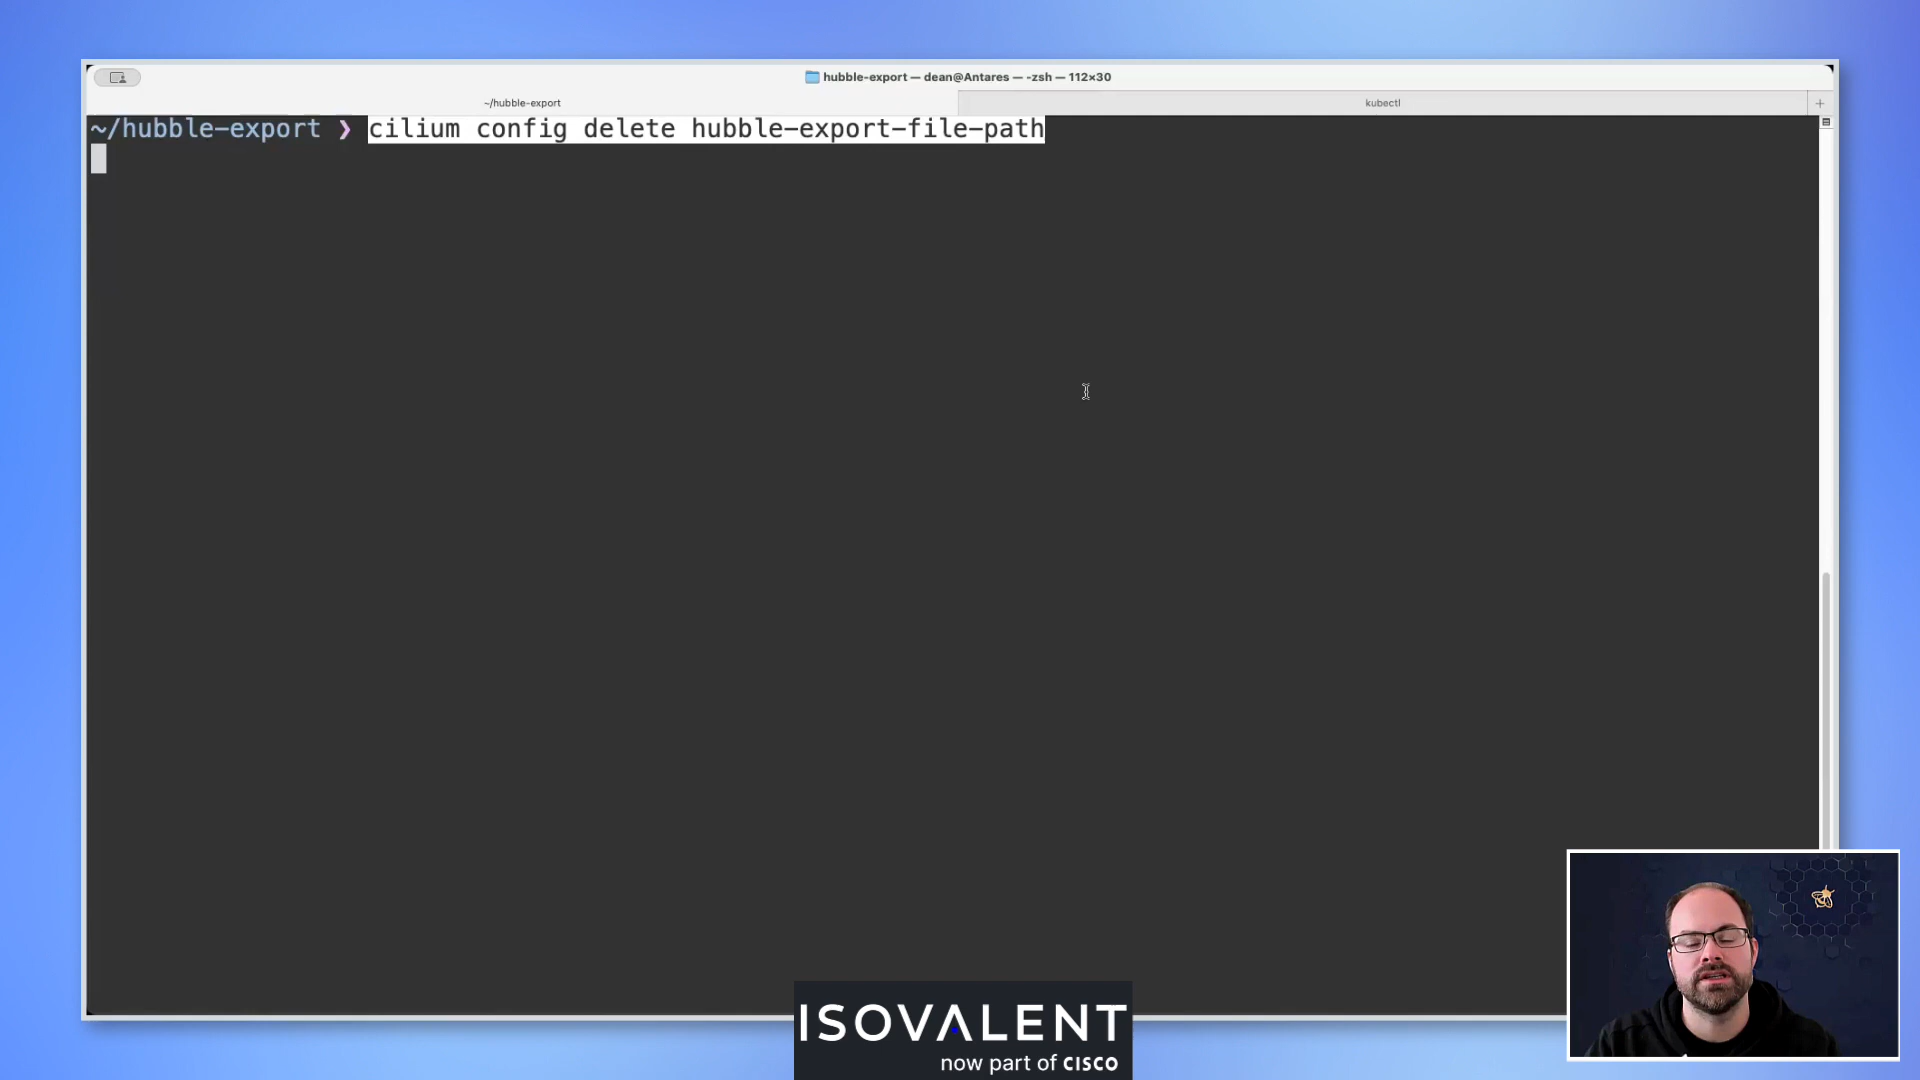 hubble-export — dean@Antares — -zsh — 112×30
~/hubble-export
kubectl
+
~/hubble-export ❯ cilium config delete hubble-export-file-path
ISOVALENT
now part of CISCO